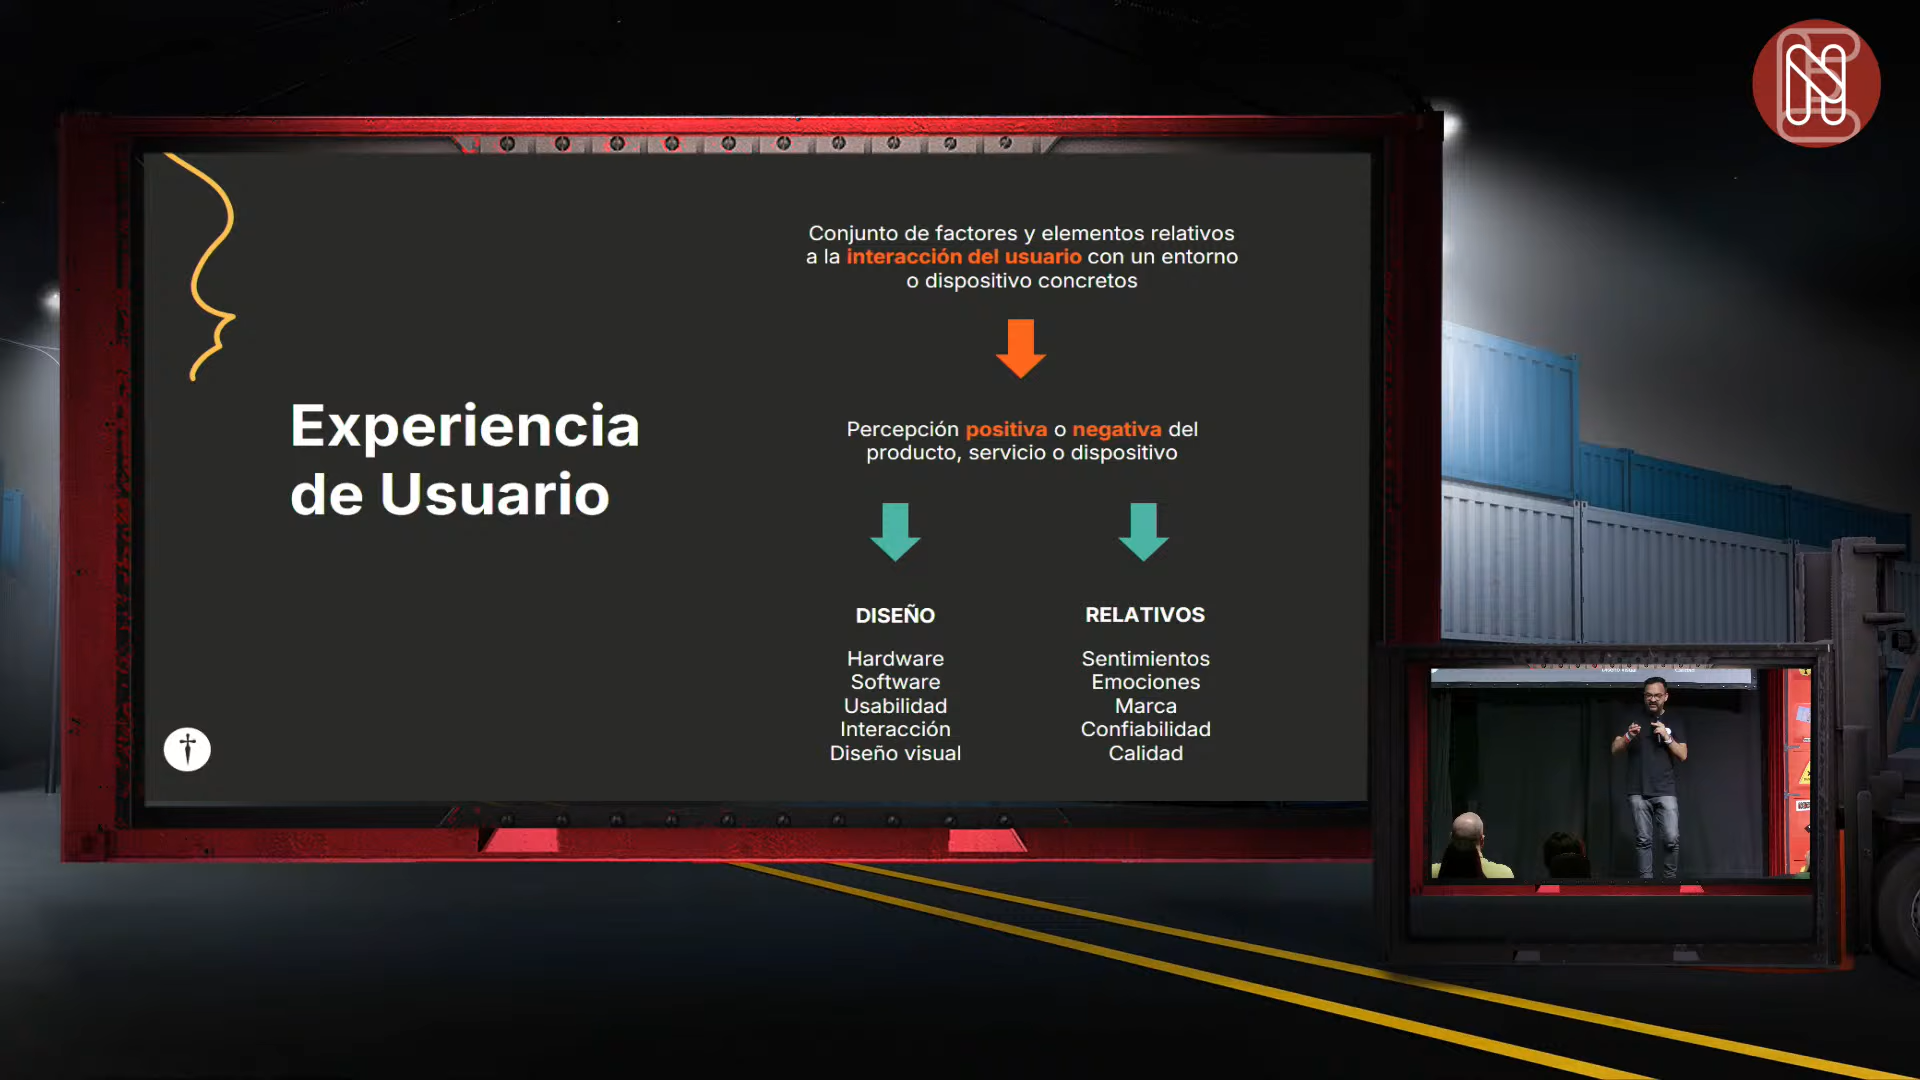 Experiencia
de Usuario
Conjunto de factores y elementos relativos
a la interacción del usuario con un entorno
o dispositivo concretos
Percepción positiva o negativa del
producto, servicio o dispositivo
DISEÑO
Hardware
Software
Usabilidad
Interacción
Diseño visual
RELATIVOS
Sentimientos
Emociones
Marca
Confiabilidad
Calidad